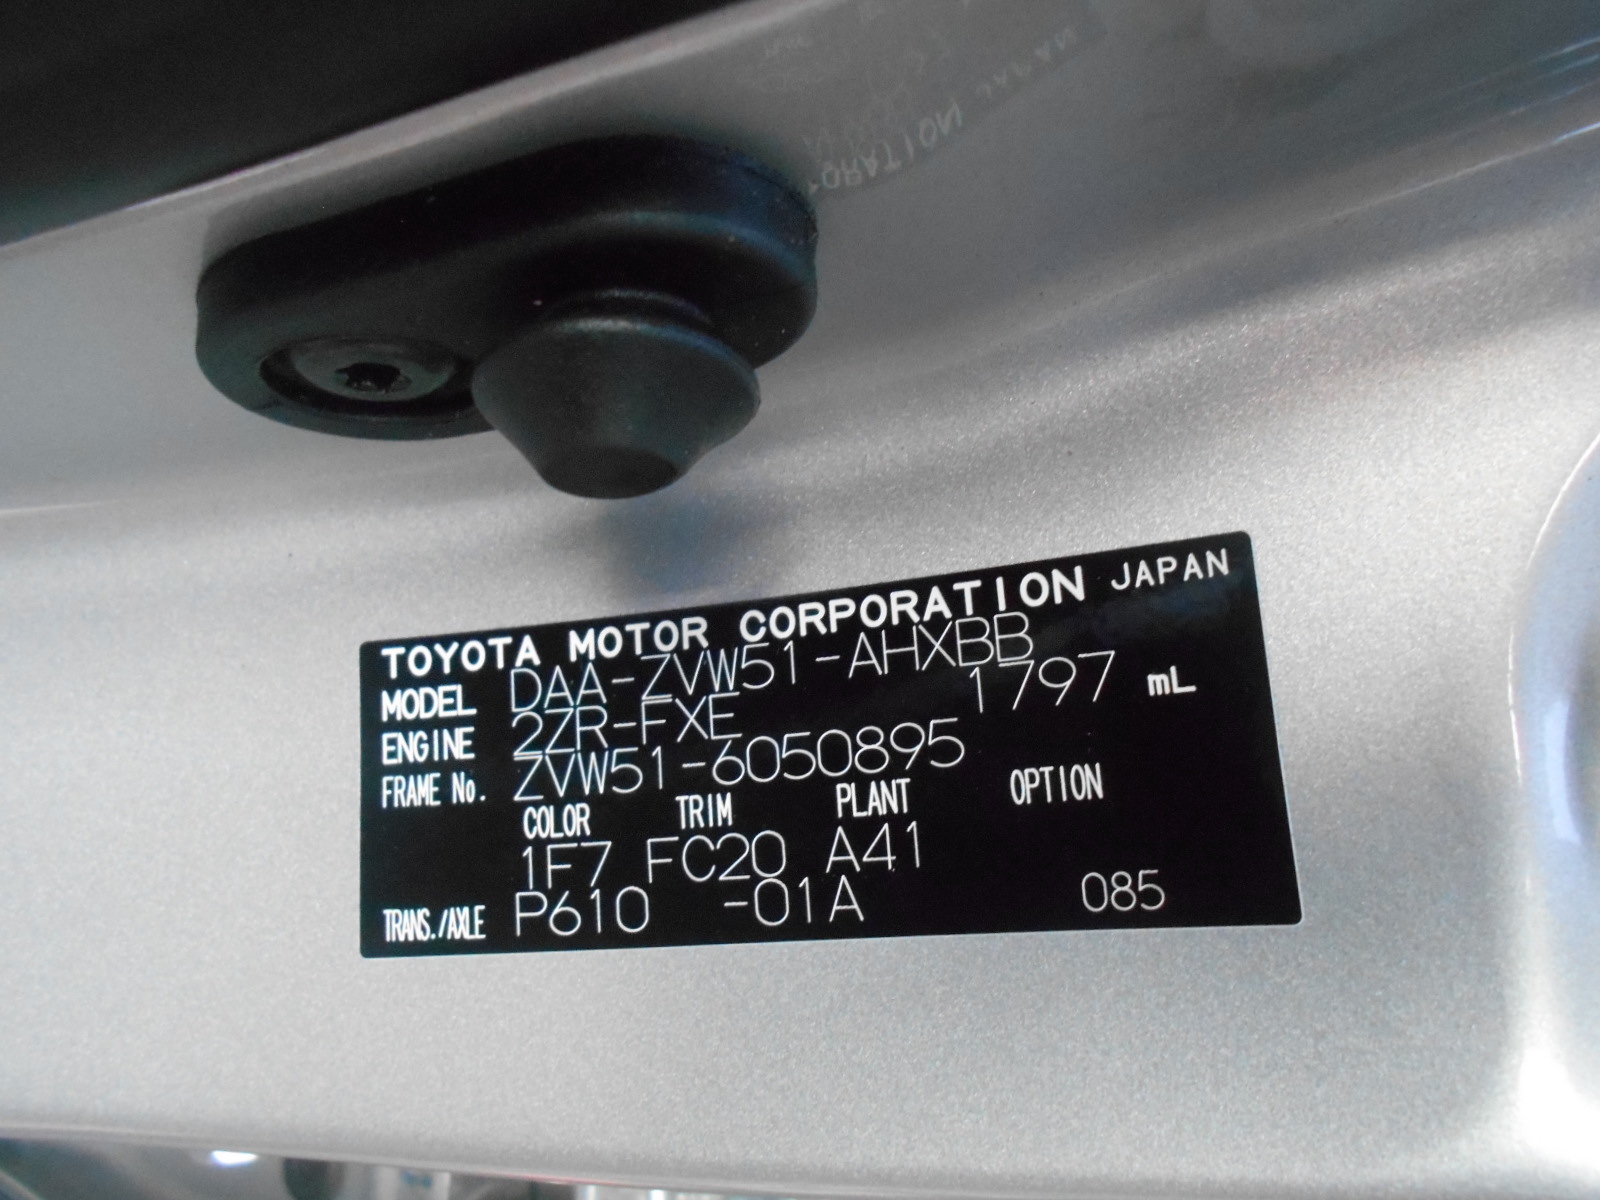 TOYOTA MOTOR CORPORATION JAPAN
MODEL DAA-ZVW51-AHXBB
ENGINE 2ZR-FXE 1797 mL
FRAME No. ZVW51-6050895
COLOR TRIM PLANT OPTION
1F7 FC20 A41
TRANS./AXLE P610 -01A 085